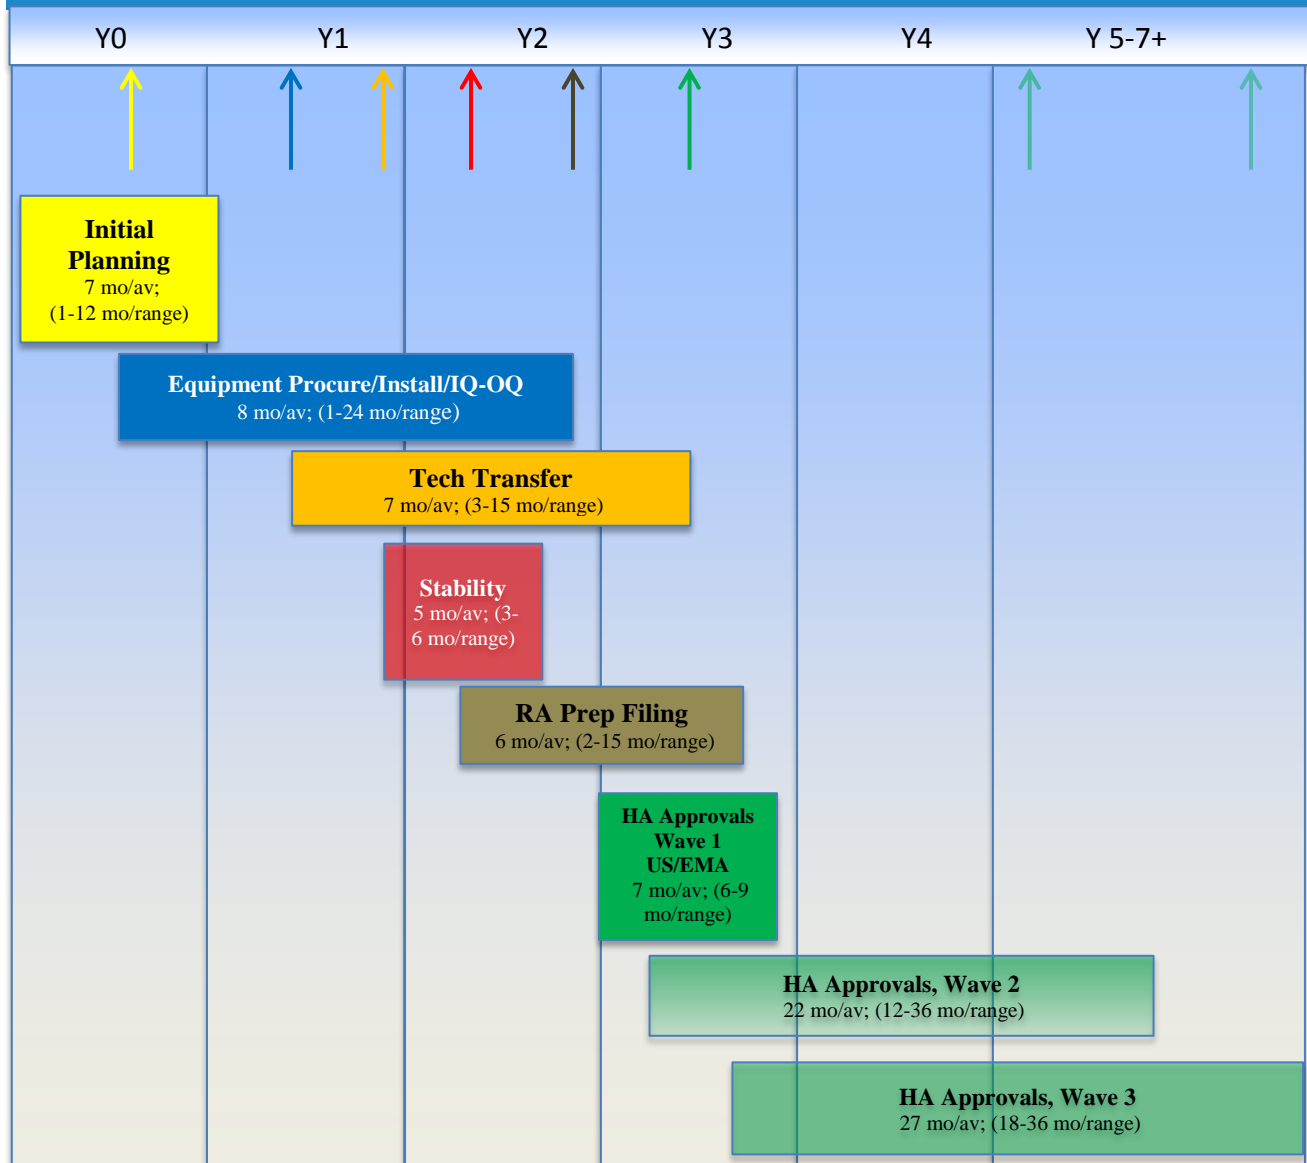 Y0 Y1 Y2 Y3 Y4 Y 5-7+
Initial
Planning
7 mo/av;
(1-12 mo/range)
Equipment Procure/Install/IQ-OQ
8 mo/av; (1-24 mo/range)
Tech Transfer
7 mo/av; (3-15 mo/range)
Stability
5 mo/av; (3-
6 mo/range)
RA Prep Filing
6 mo/av; (2-15 mo/range)
HA Approvals
Wave 1
US/EMA
7 mo/av; (6-9
mo/range)
HA Approvals, Wave 2
22 mo/av; (12-36 mo/range)
HA Approvals, Wave 3
27 mo/av; (18-36 mo/range)